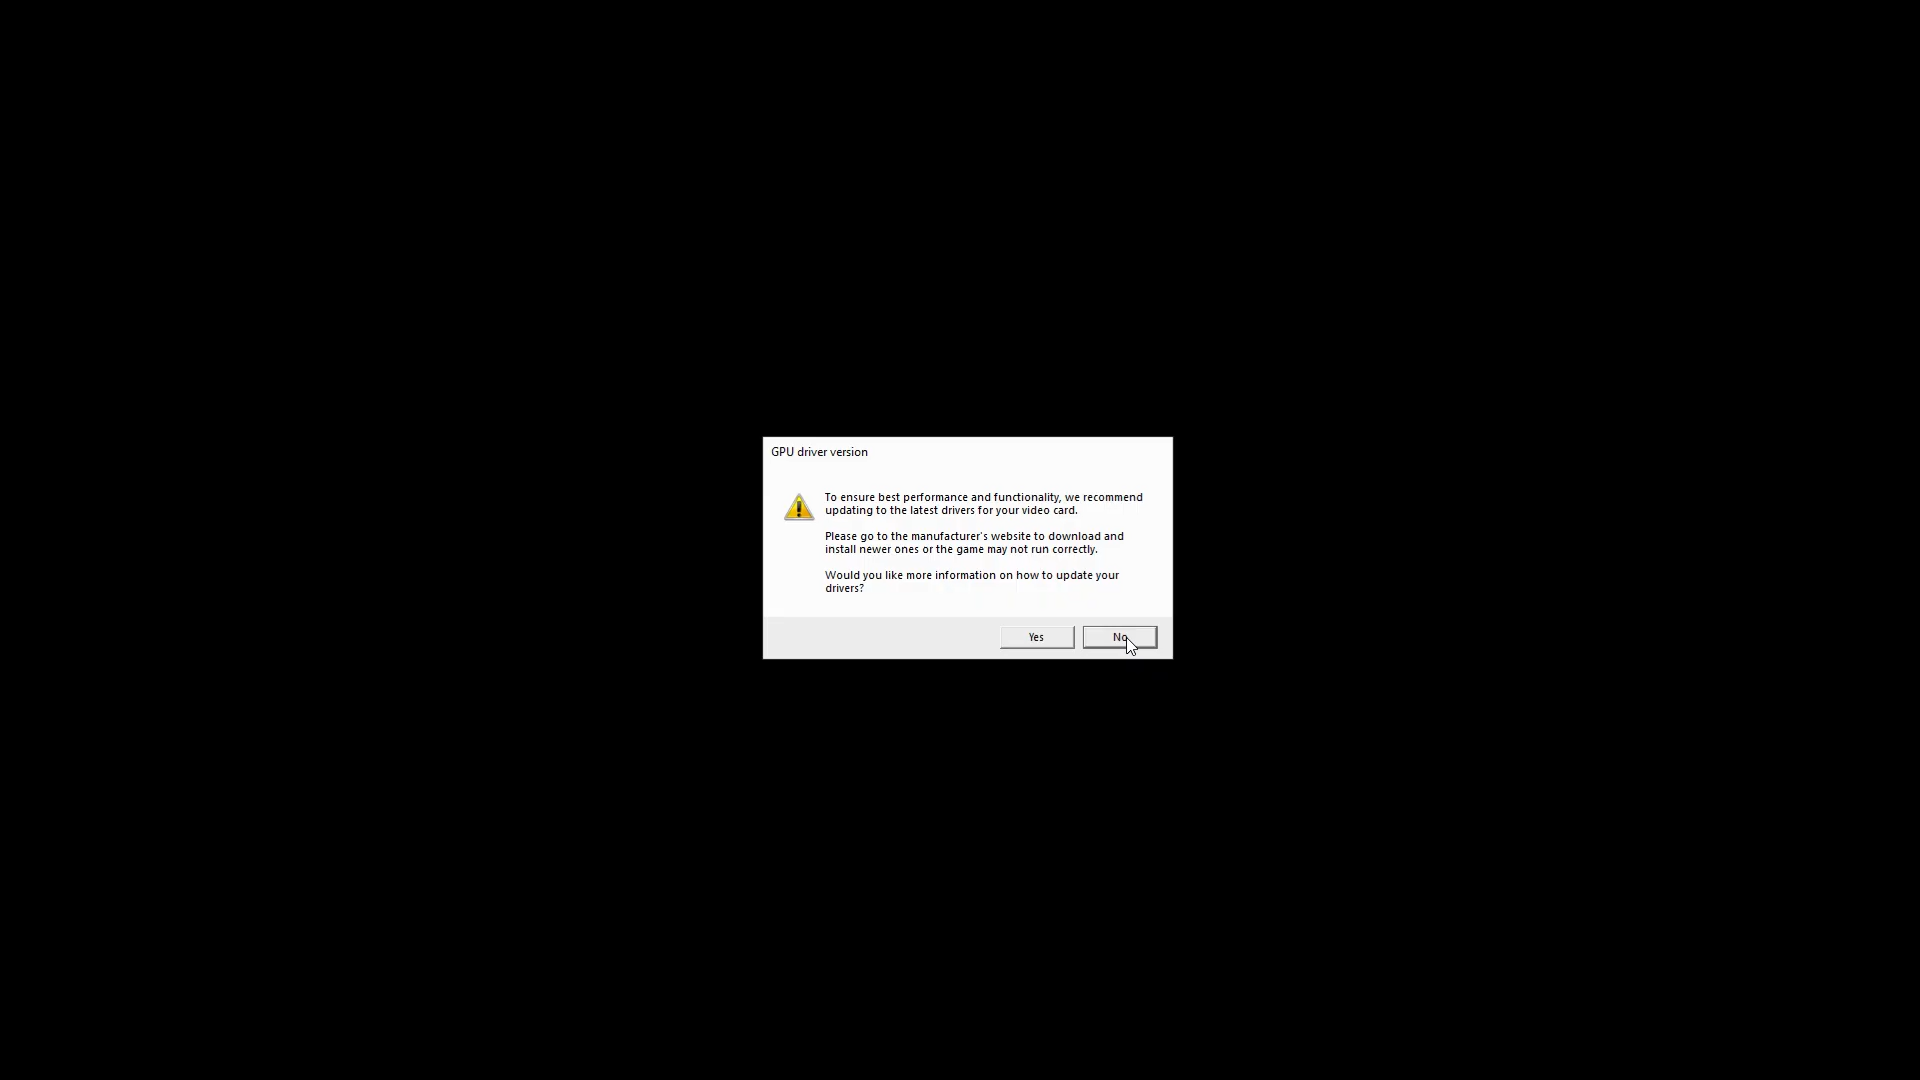 GPU driver version
To ensure best performance and functionality, we recommend
updating to the latest drivers for your video card.
Please go to the manufacturer's website to download and
install newer ones or the game may not run correctly.
Would you like more information on how to update your
drivers?
Yes
No